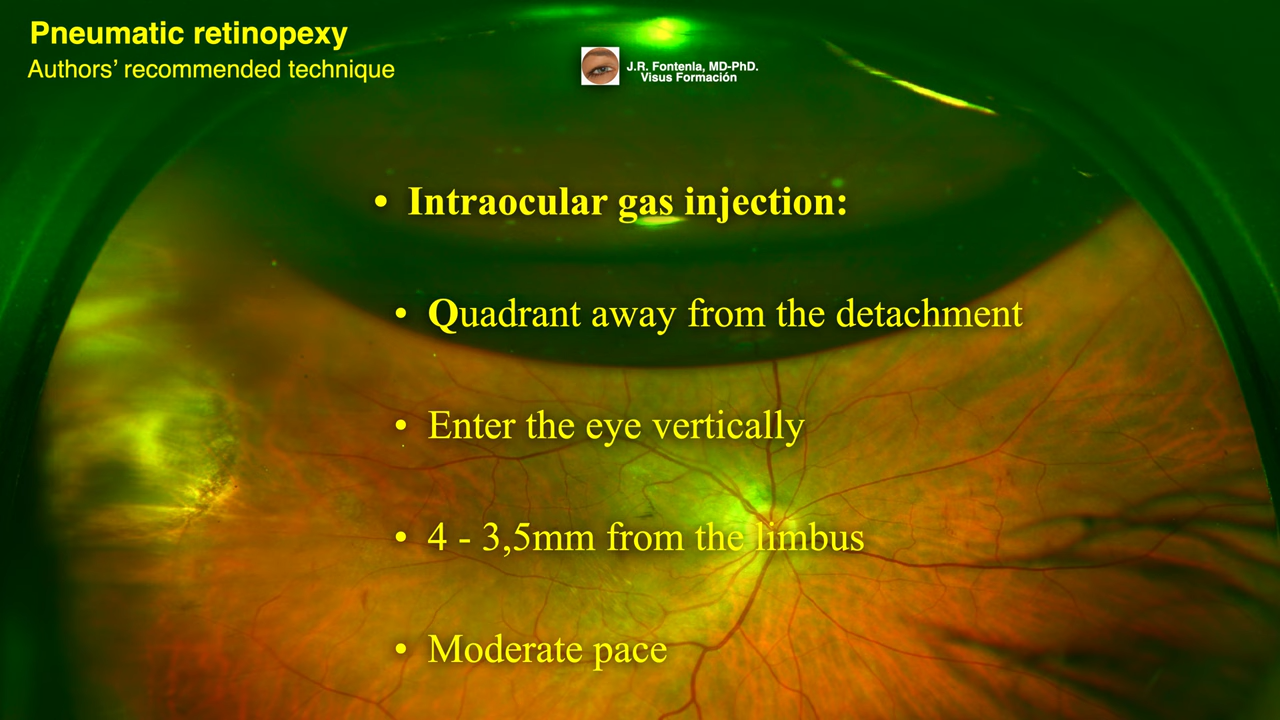 Pneumatic retinopexy
Authors’ recommended technique
J.R. Fontenla, MD-PhD.
Visus Formación
• Intraocular gas injection:
• Quadrant away from the detachment
• Enter the eye vertically
• 4 - 3,5mm from the limbus
• Moderate pace